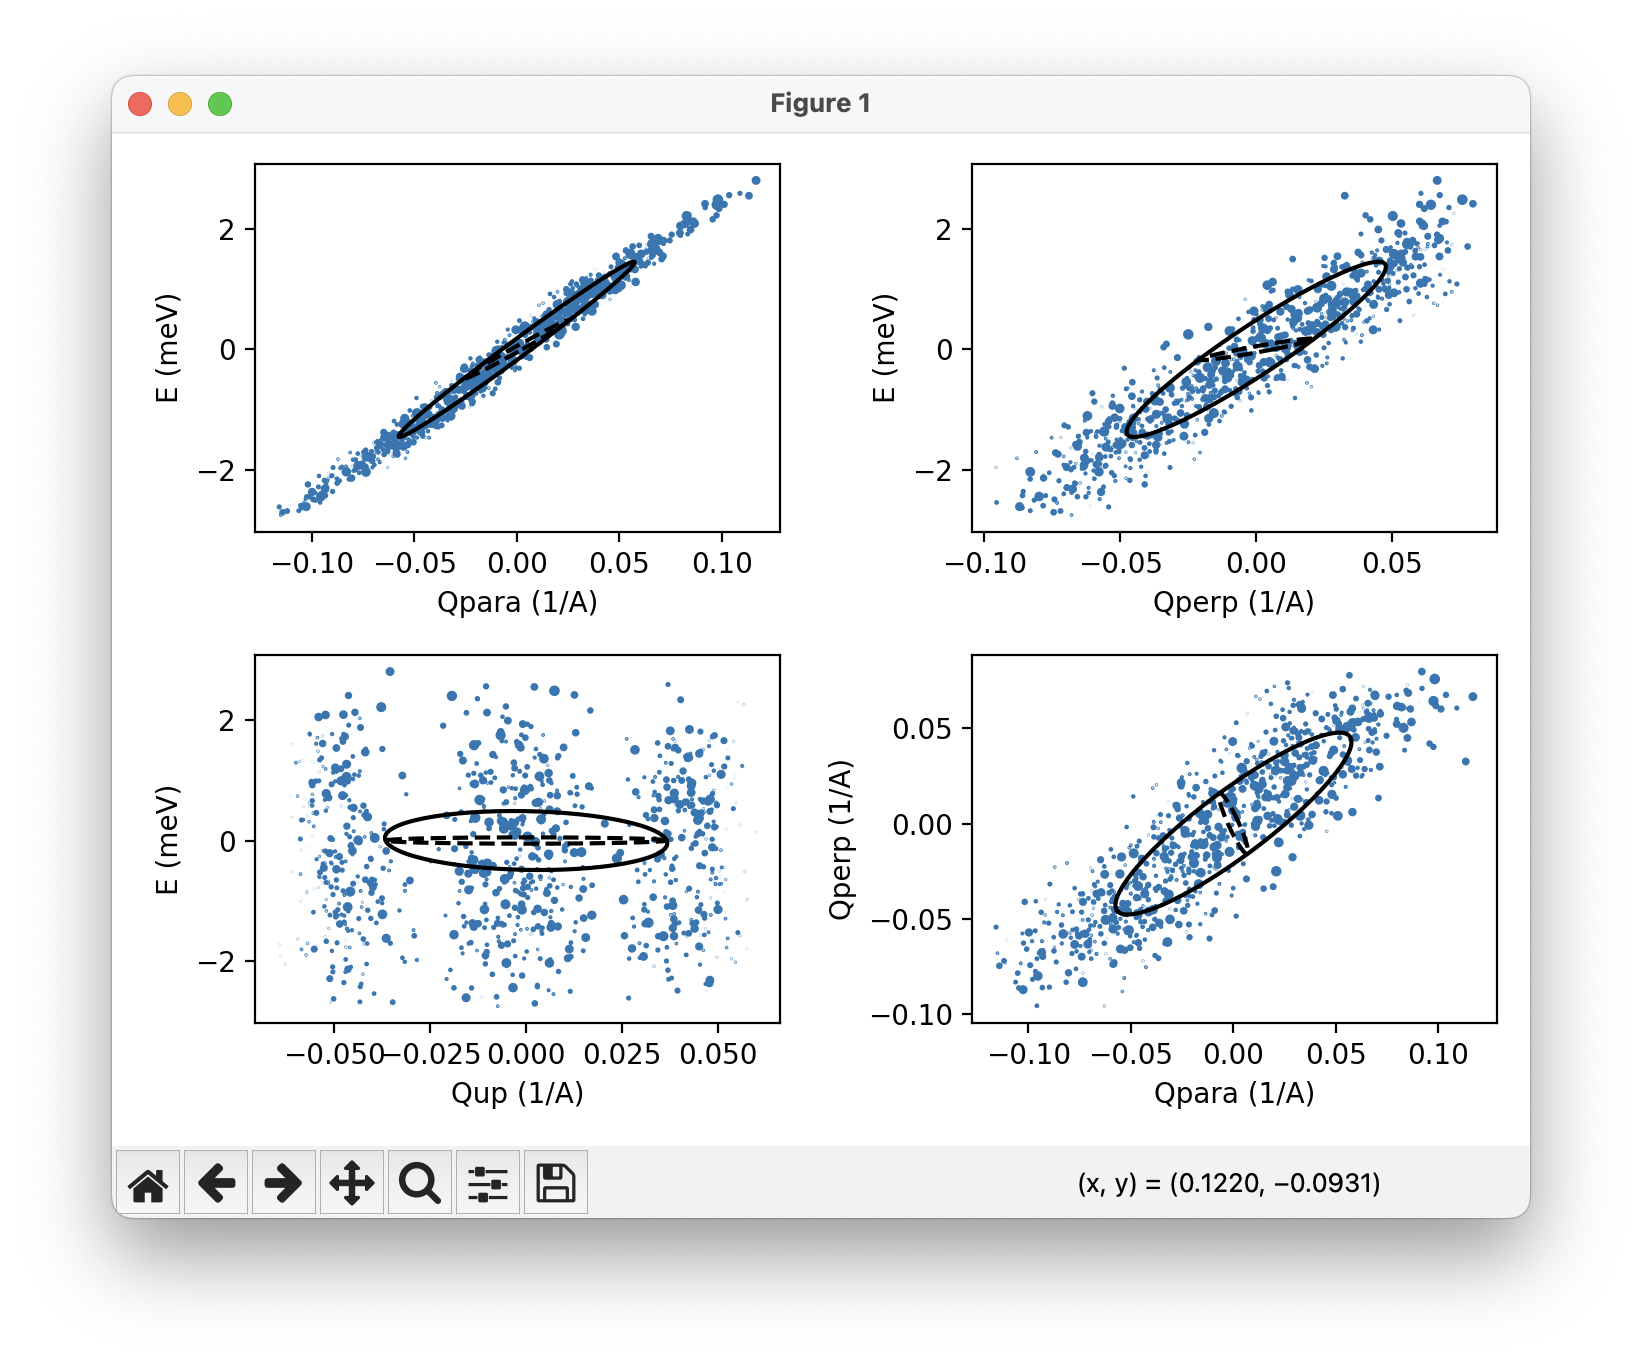 Figure 1
2
0
−2
E (meV)
−0.10 −0.05 0.00 0.05 0.10
Qpara (1/A)
2
0
−2
E (meV)
−0.10 −0.05 0.00 0.05
Qperp (1/A)
2
0
−2
E (meV)
−0.050 −0.025 0.000 0.025 0.050
Qup (1/A)
0.05
0.00
−0.05
−0.10
Qperp (1/A)
−0.10 −0.05 0.00 0.05 0.10
Qpara (1/A)
(x, y) = (0.1220, −0.0931)